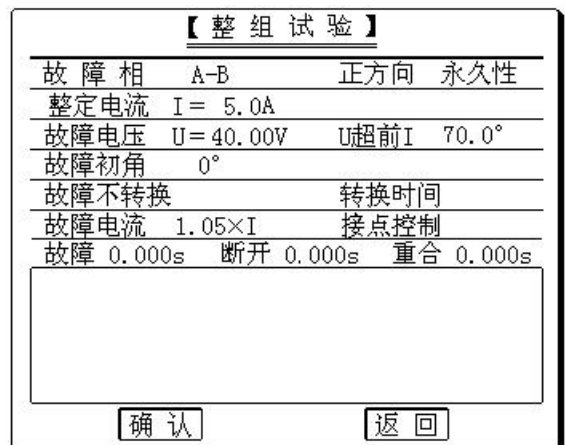 【整组试验】
故障相 A-B 正方向 永久性
整定电流 I= 5.0A
故障电压 U=40.00V U超前I 70.0°
故障初角 0°
故障不转换 转换时间
故障电流 1.05×I 接点控制
故障 0.000s 断开 0.000s 重合 0.000s
确认 返回